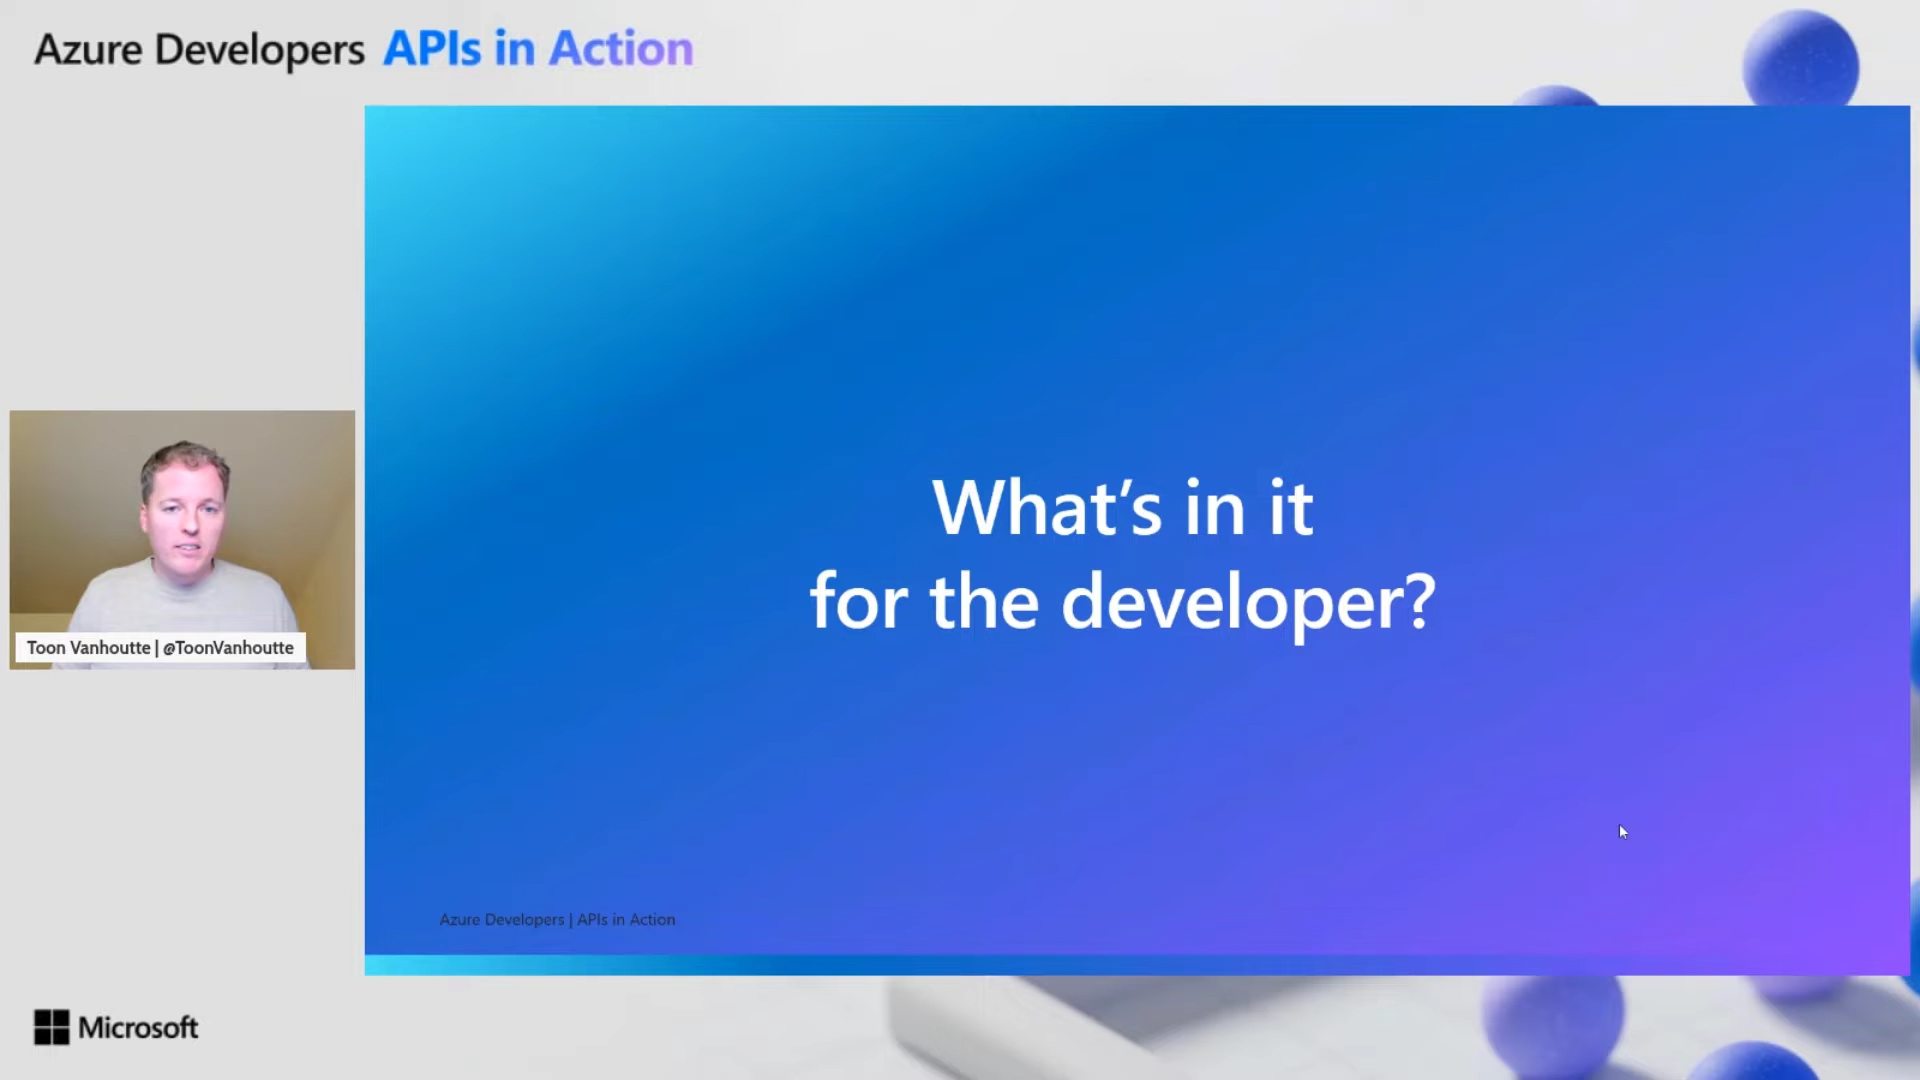 Azure Developers APIs in Action
What's in it
for the developer?
Toon Vanhoutte | @ToonVanhoutte
Azure Developers | APIs in Action
Microsoft